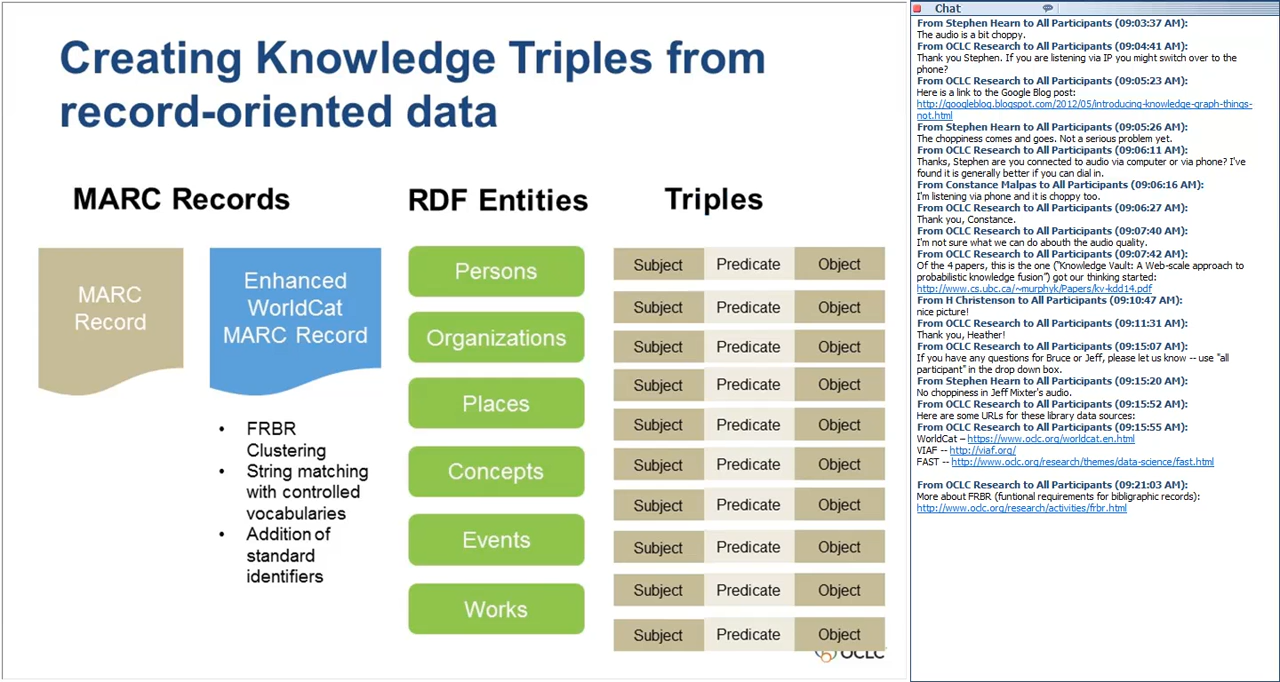 Creating Knowledge Triples from
record-oriented data
MARC Records
RDF Entities
Triples
MARC
Record
Enhanced
WorldCat
MARC Record
• FRBR
Clustering
• String matching
with controlled
vocabularies
• Addition of
standard
identifiers
Persons
Organizations
Places
Concepts
Events
Works
Subject Predicate Object
Subject Predicate Object
Subject Predicate Object
Subject Predicate Object
Subject Predicate Object
Subject Predicate Object
Subject Predicate Object
Subject Predicate Object
Subject Predicate Object
Subject Predicate Object
OCLC
Chat
From Stephen Hearn to All Participants (09:03:37 AM):
The audio is a bit choppy.
From OCLC Research to All Participants (09:04:41 AM):
Thank you Stephen. If you are listening via IP you might switch over to the
phone?
From OCLC Research to All Participants (09:05:23 AM):
Here is a link to the Google Blog post:
http://googleblog.blogspot.com/2012/05/introducing-knowledge-graph-things-
not.html
From Stephen Hearn to All Participants (09:05:26 AM):
The choppiness comes and goes. Not a serious problem yet.
From OCLC Research to All Participants (09:06:11 AM):
Thanks, Stephen are you connected to audio via computer or via phone? I've
found it is generally better if you can dial in.
From Constance Malpas to All Participants (09:06:16 AM):
I'm listening via phone and it is choppy too.
From OCLC Research to All Participants (09:06:27 AM):
Thank you, Constance.
From OCLC Research to All Participants (09:07:40 AM):
I'm not sure what we can do abouth the audio quality.
From OCLC Research to All Participants (09:07:42 AM):
Of the 4 papers, this is the one ("Knowledge Vault: A Web-scale approach to
probabilistic knowledge fusion") got our thinking started:
http://www.cs.ubc.ca/~murphyk/Papers/kv-kdd14.pdf
From H Christenson to All Participants (09:10:47 AM):
nice picture!
From OCLC Research to All Participants (09:11:31 AM):
Thank you, Heather!
From OCLC Research to All Participants (09:15:07 AM):
If you have any questions for Bruce or Jeff, please let us know -- use "all
participant" in the drop down box.
From Stephen Hearn to All Participants (09:15:20 AM):
No choppiness in Jeff Mixter's audio.
From OCLC Research to All Participants (09:15:52 AM):
Here are some URLs for these library data sources:
From OCLC Research to All Participants (09:15:55 AM):
WorldCat – https://www.oclc.org/worldcat.en.html
VIAF -- http://viaf.org/
FAST -- http://www.oclc.org/research/themes/data-science/fast.html
From OCLC Research to All Participants (09:21:03 AM):
More about FRBR (funtional requirements for bibligraphic records):
http://www.oclc.org/research/activities/frbr.html